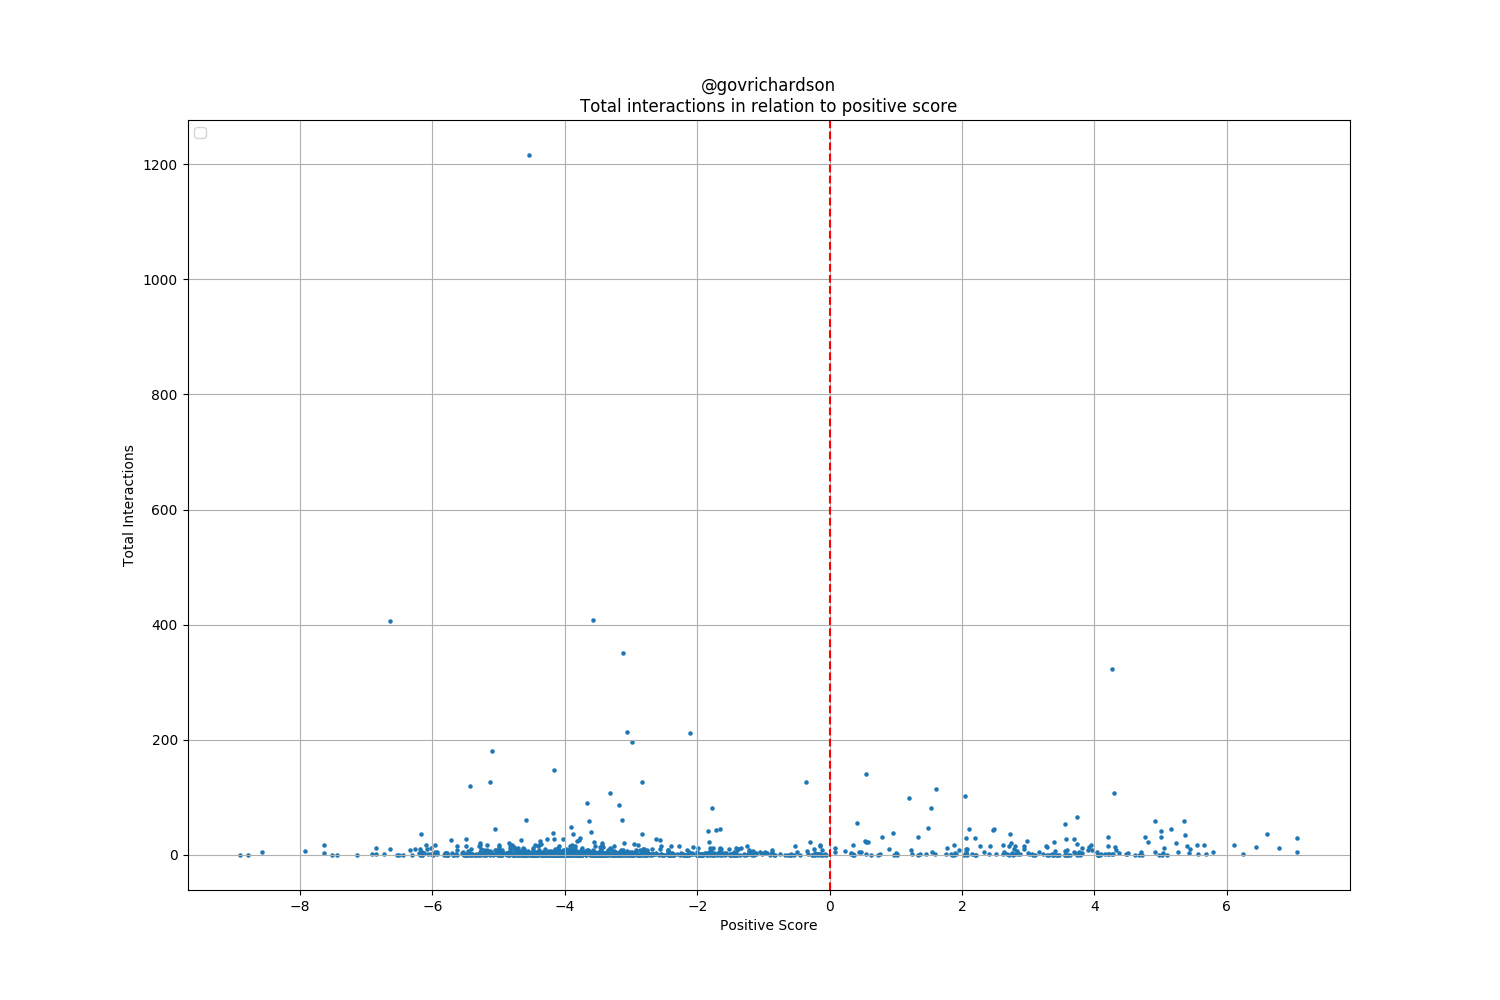 @govrichardson
Total interactions in relation to positive score
1200
1000
800
600
400
200
0
Total Interactions
−8 −6 −4 −2 0 2 4 6
Positive Score